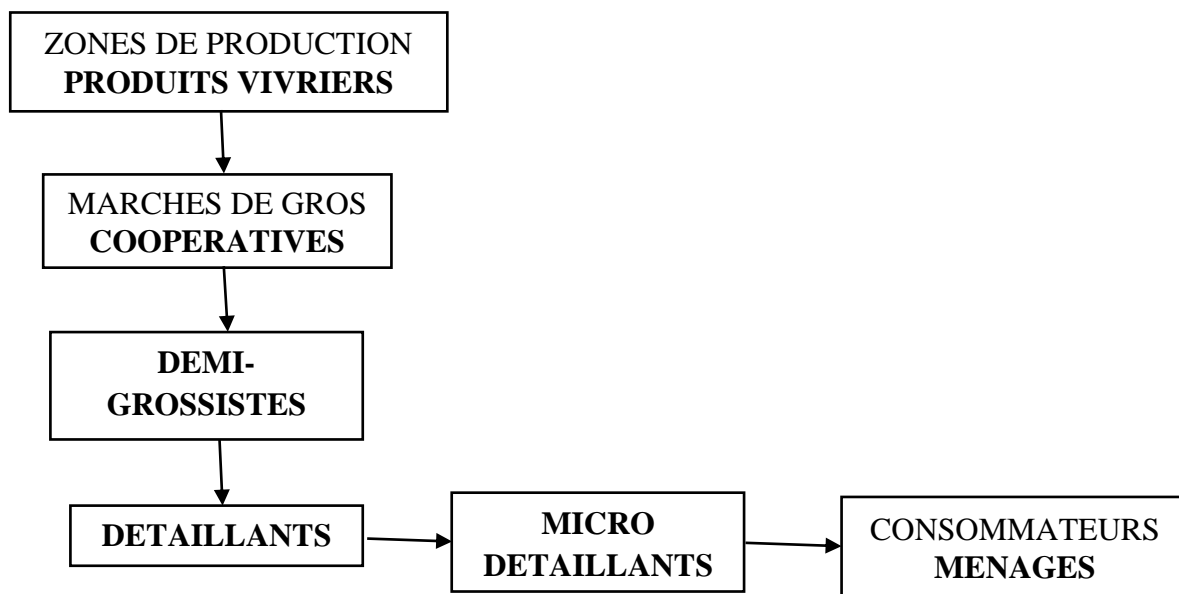 ZONES DE PRODUCTION
PRODUITS VIVRIERS
MARCHES DE GROS
COOPERATIVES
DEMI-
GROSSISTES
DETAILLANTS
MICRO
DETAILLANTS
CONSOMMATEURS
MENAGES